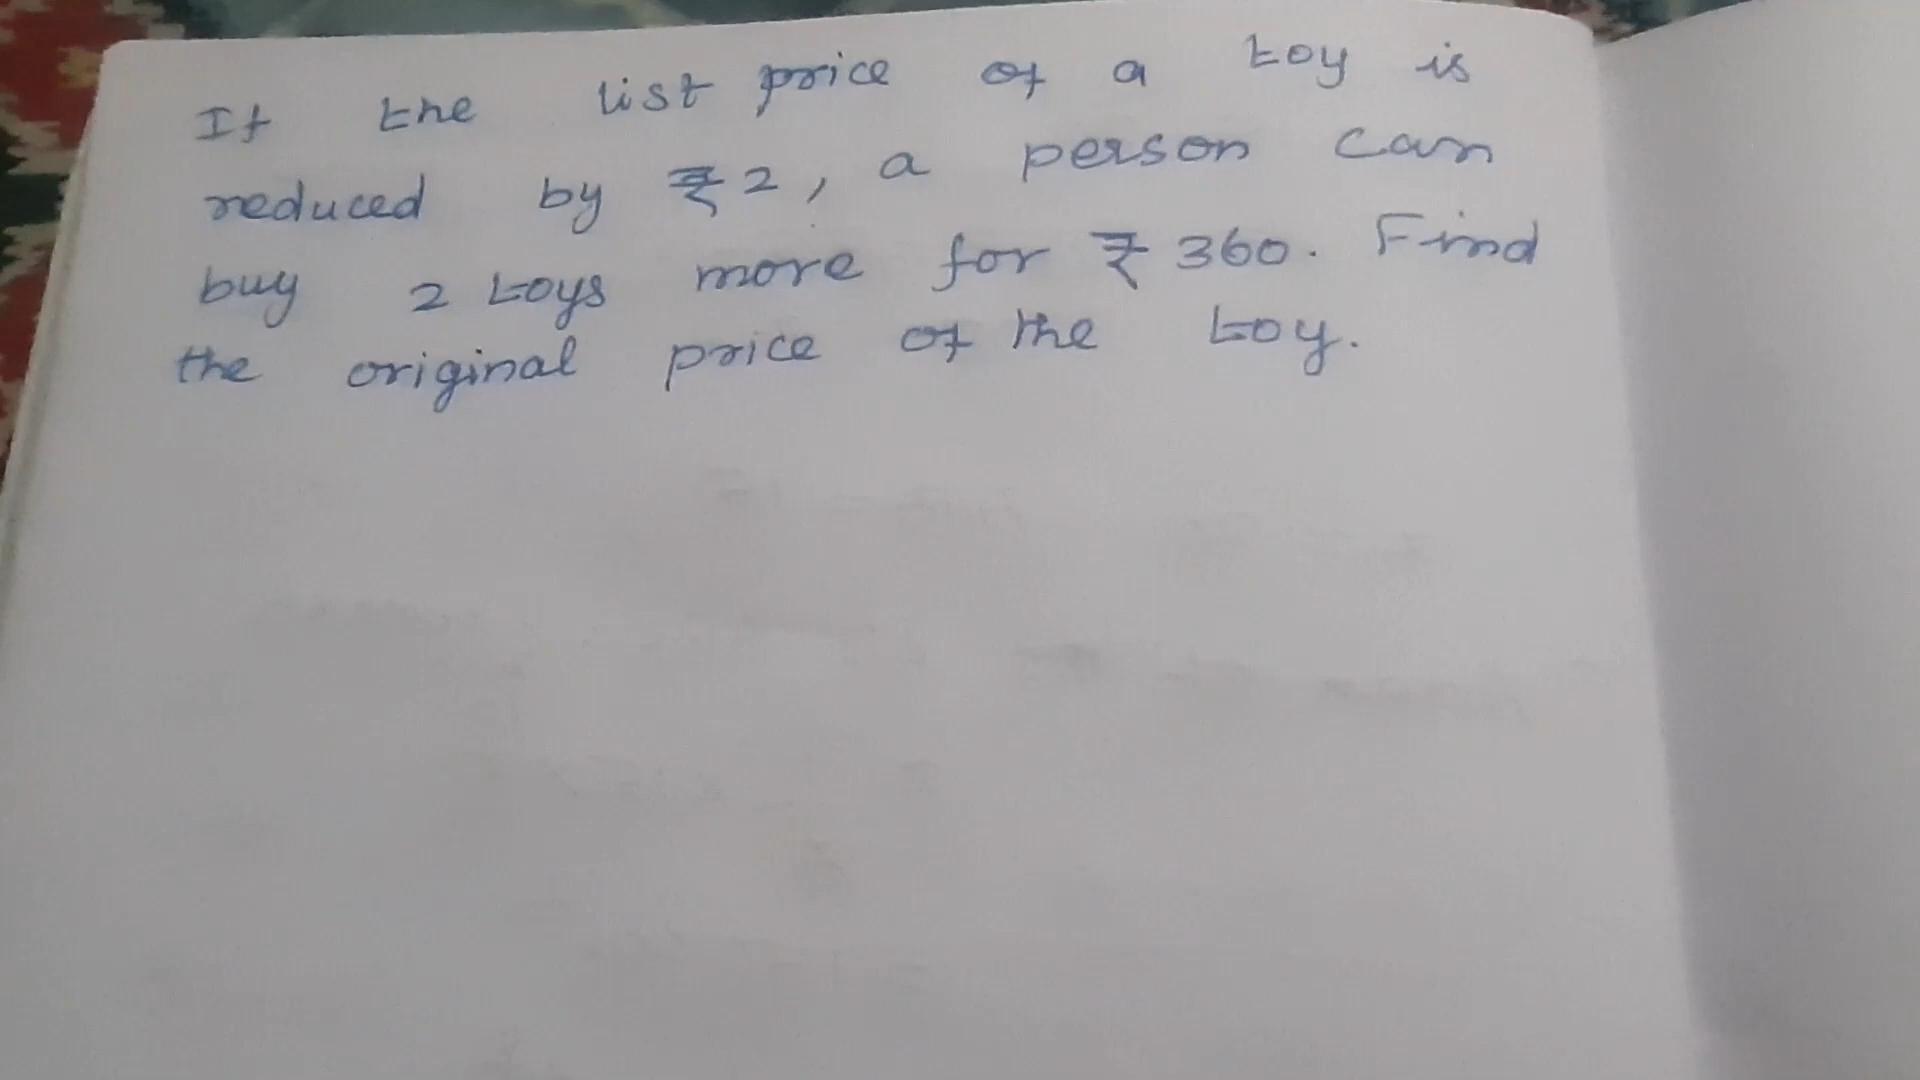 If the list price of a toy is
reduced by ₹2, a person can
buy 2 toys more for ₹ 360. Find
the original price of the toy.